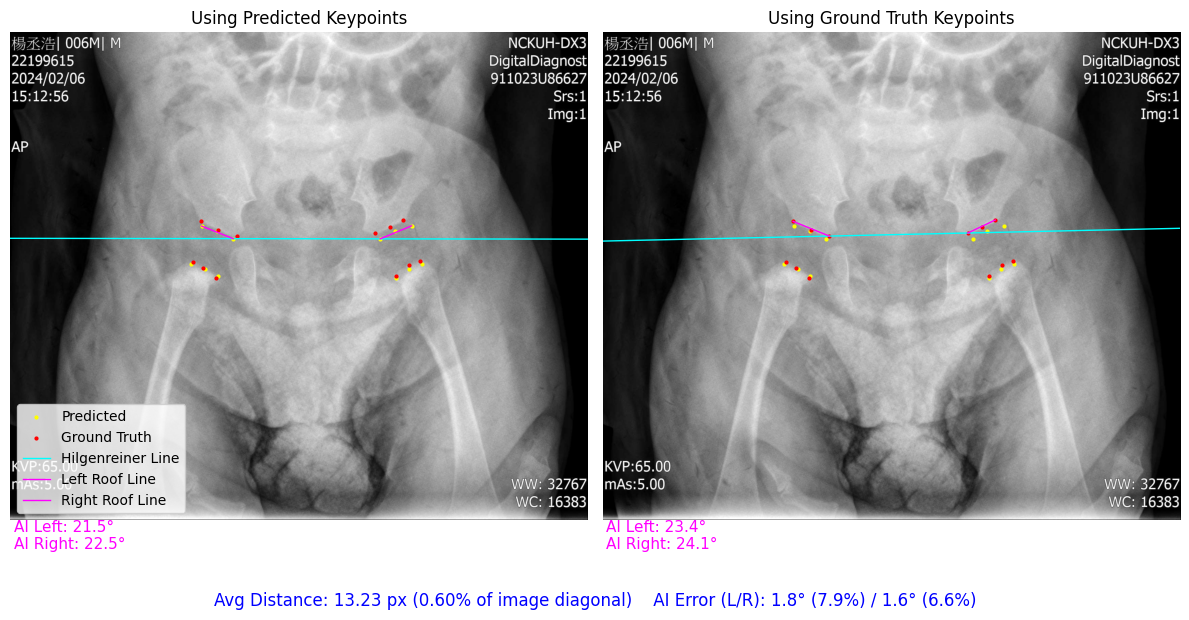 Using Predicted Keypoints
楊丞浩| 006M| M
22199615
2024/02/06
15:12:56
NCKUH-DX3
DigitalDiagnost
911023U86627
Srs:1
Img:1
AP
Predicted
Ground Truth
Hilgenreiner Line
Left Roof Line
Right Roof Line
KVP:65.00
mAs:5.00
WW: 32767
WC: 16383
AI Left: 21.5°
AI Right: 22.5°
Using Ground Truth Keypoints
楊丞浩| 006M| M
22199615
2024/02/06
15:12:56
NCKUH-DX3
DigitalDiagnost
911023U86627
Srs:1
Img:1
AP
KVP:65.00
mAs:5.00
WW: 32767
WC: 16383
AI Left: 23.4°
AI Right: 24.1°
Avg Distance: 13.23 px (0.60% of image diagonal) AI Error (L/R): 1.8° (7.9%) / 1.6° (6.6%)